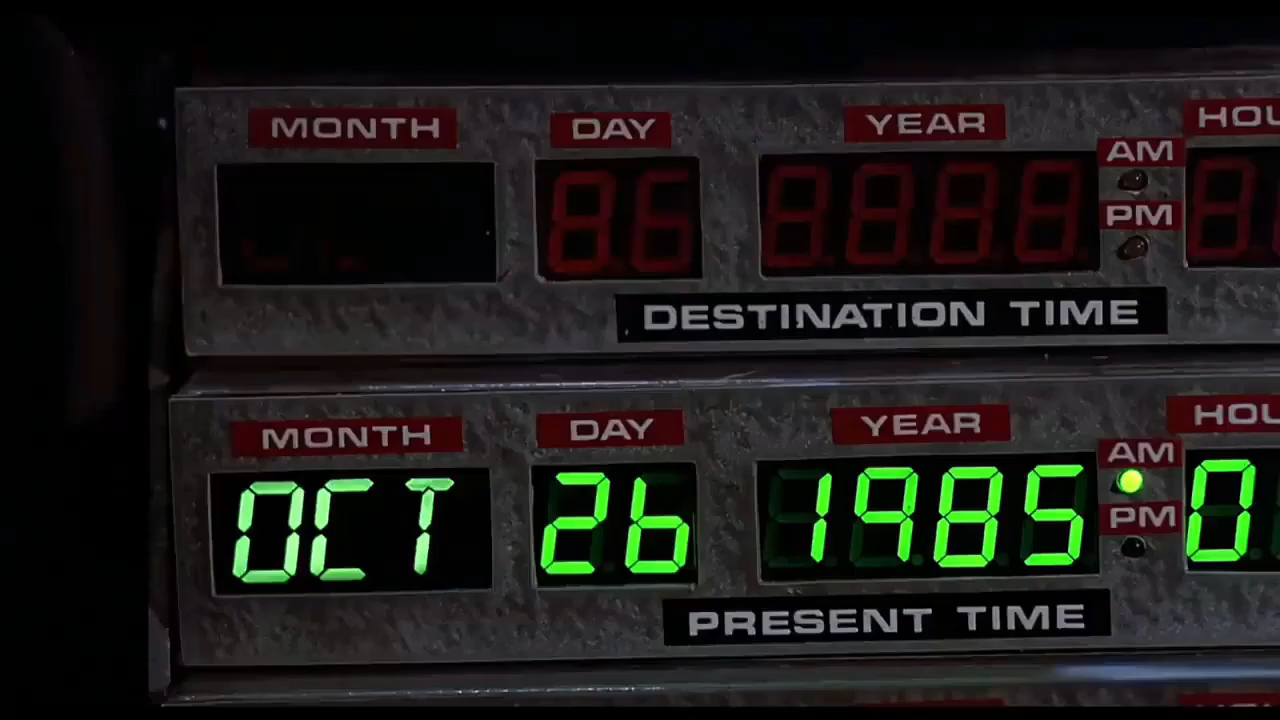 MONTH DAY YEAR HOU
AM
PM
DESTINATION TIME
MONTH DAY YEAR HOU
AM
OCT 26 1985 0
PM
PRESENT TIME